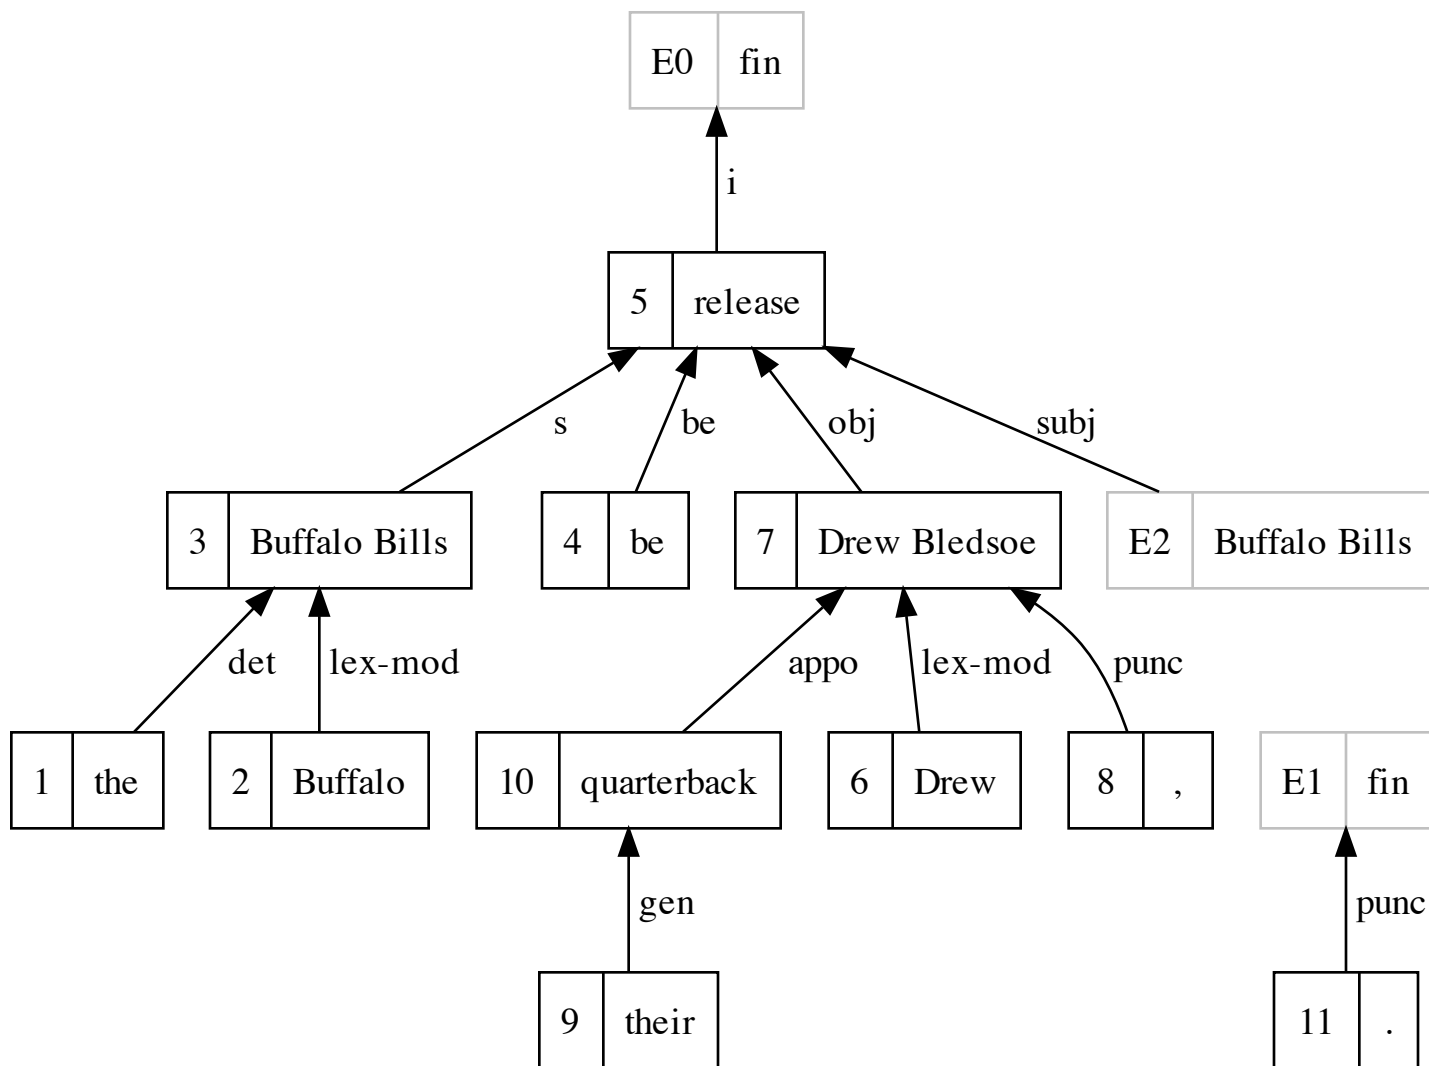 E0 fin
i
5 release
s be obj subj
3 Buffalo Bills 4 be 7 Drew Bledsoe E2 Buffalo Bills
det lex-mod appo lex-mod punc
1 the 2 Buffalo 10 quarterback 6 Drew 8 , E1 fin
gen punc
9 their 11 .